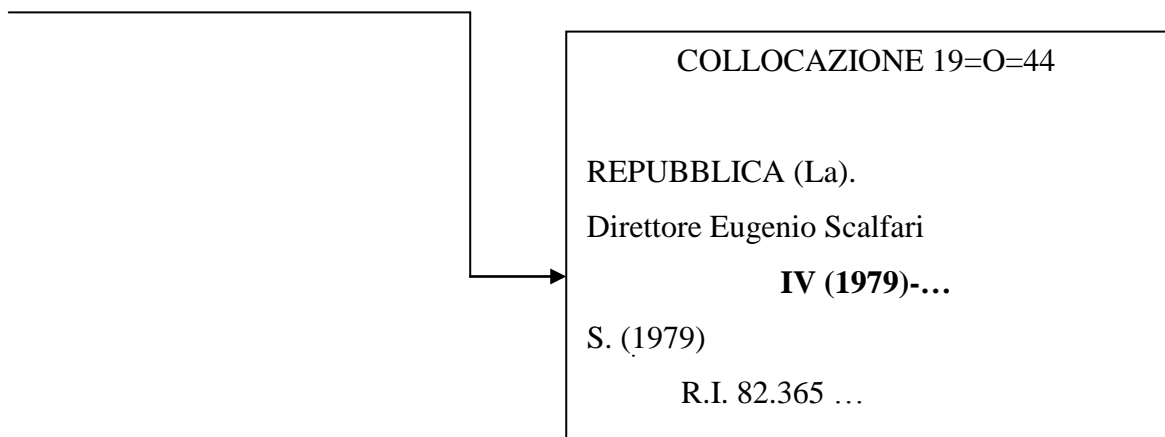 COLLOCAZIONE 19=O=44
REPUBBLICA (La).
Direttore Eugenio Scalfari
IV (1979)-…
S. (1979)
R.I. 82.365 …